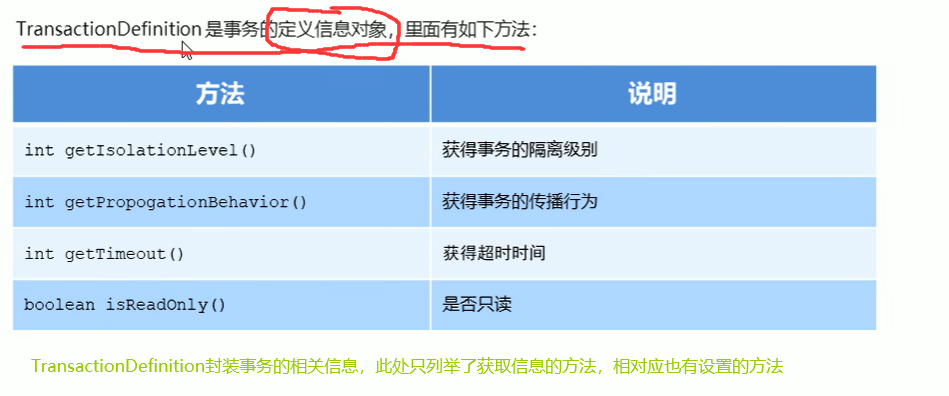 TransactionDefinition 是事务的定义信息对象，里面有如下方法：
方法 说明
int getIsolationLevel() 获得事务的隔离级别
int getPropogationBehavior() 获得事务的传播行为
int getTimeout() 获得超时时间
boolean isReadOnly() 是否只读
TransactionDefinition封装事务的相关信息，此处只列举了获取信息的方法，相对应也有设置的方法